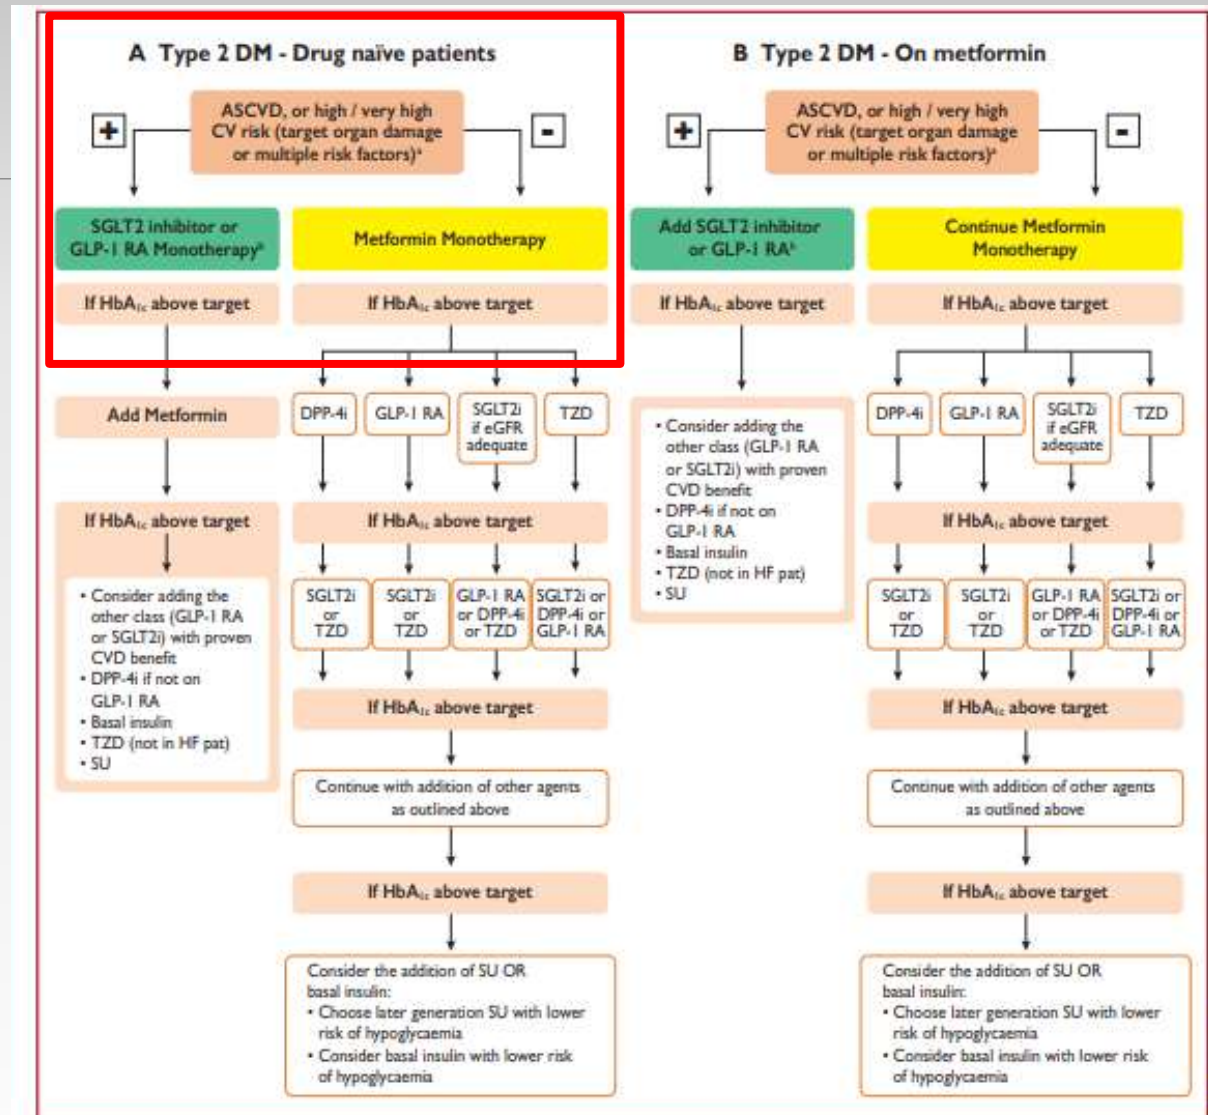 A Type 2 DM - Drug naïve patients
ASCVD, or high / very high
CV risk (target organ damage
or multiple risk factors)ᵃ
+
-
SGLT2 inhibitor or
GLP-1 RA Monotherapyᵇ
Metformin Monotherapy
If HbA1c above target
If HbA1c above target
Add Metformin
DPP-4i
GLP-1 RA
SGLT2i
if eGFR
adequate
TZD
If HbA1c above target
If HbA1c above target
• Consider adding the
other class (GLP-1 RA
or SGLT2i) with proven
CVD benefit
• DPP-4i if not on
GLP-1 RA
• Basal insulin
• TZD (not in HF pat)
• SU
SGLT2i
or
TZD
SGLT2i
or
TZD
GLP-1 RA
or DPP-4i
or TZD
SGLT2i or
DPP-4i or
GLP-1 RA
If HbA1c above target
Continue with addition of other agents
as outlined above
If HbA1c above target
Consider the addition of SU OR
basal insulin:
• Choose later generation SU with lower
risk of hypoglycaemia
• Consider basal insulin with lower risk
of hypoglycaemia
B Type 2 DM - On metformin
ASCVD, or high / very high
CV risk (target organ damage
or multiple risk factors)ᵃ
+
-
Add SGLT2 inhibitor
or GLP-1 RAᵇ
Continue Metformin
Monotherapy
If HbA1c above target
If HbA1c above target
• Consider adding the
other class (GLP-1 RA
or SGLT2i) with proven
CVD benefit
• DPP-4i if not on
GLP-1 RA
• Basal insulin
• TZD (not in HF pat)
• SU
DPP-4i
GLP-1 RA
SGLT2i
if eGFR
adequate
TZD
If HbA1c above target
SGLT2i
or
TZD
SGLT2i
or
TZD
GLP-1 RA
or DPP-4i
or TZD
SGLT2i or
DPP-4i or
GLP-1 RA
If HbA1c above target
Continue with addition of other agents
as outlined above
If HbA1c above target
Consider the addition of SU OR
basal insulin:
• Choose later generation SU with lower
risk of hypoglycaemia
• Consider basal insulin with lower risk
of hypoglycaemia